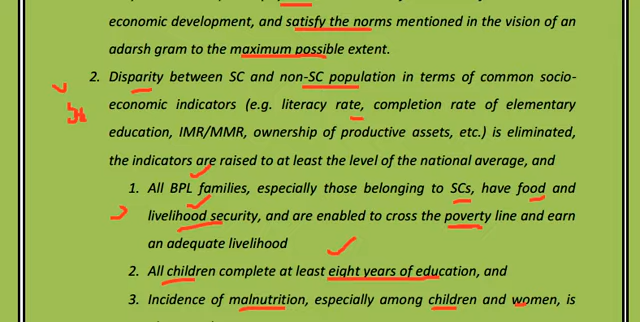 economic development, and satisfy the norms mentioned in the vision of an
adarsh gram to the maximum possible extent.
2. Disparity between SC and non-SC population in terms of common socio-
economic indicators (e.g. literacy rate, completion rate of elementary
education, IMR/MMR, ownership of productive assets, etc.) is eliminated,
the indicators are raised to at least the level of the national average, and
1. All BPL families, especially those belonging to SCs, have food and
livelihood security, and are enabled to cross the poverty line and earn
an adequate livelihood
2. All children complete at least eight years of education, and
3. Incidence of malnutrition, especially among children and women, is